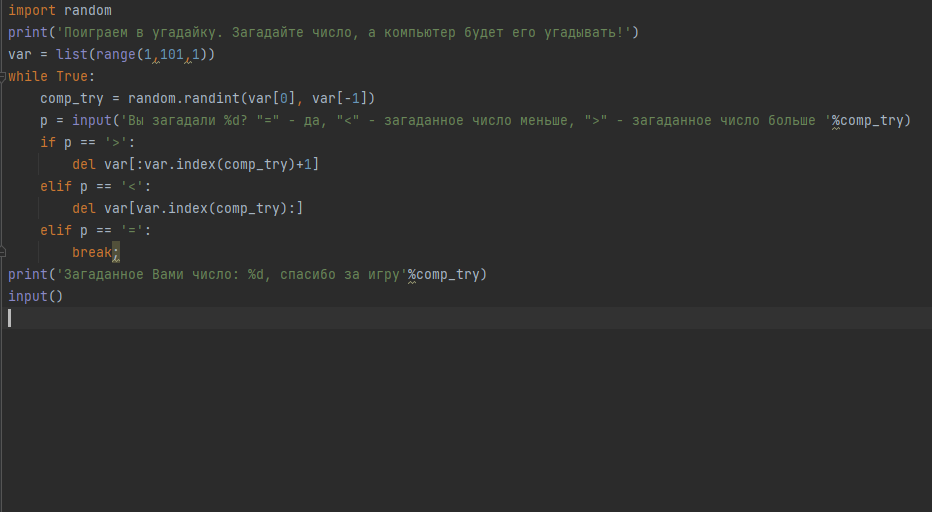 import random
print('Поиграем в угадайку. Загадайте число, а компьютер будет его угадывать!')
var = list(range(1,101,1))
while True:
    comp_try = random.randint(var[0], var[-1])
    p = input('Вы загадали %d? "=" - да, "<" - загаданное число меньше, ">" - загаданное число больше '%comp_try)
    if p == '>':
        del var[:var.index(comp_try)+1]
    elif p == '<':
        del var[var.index(comp_try):]
    elif p == '=':
        break;
print('Загаданное Вами число: %d, спасибо за игру'%comp_try)
input()